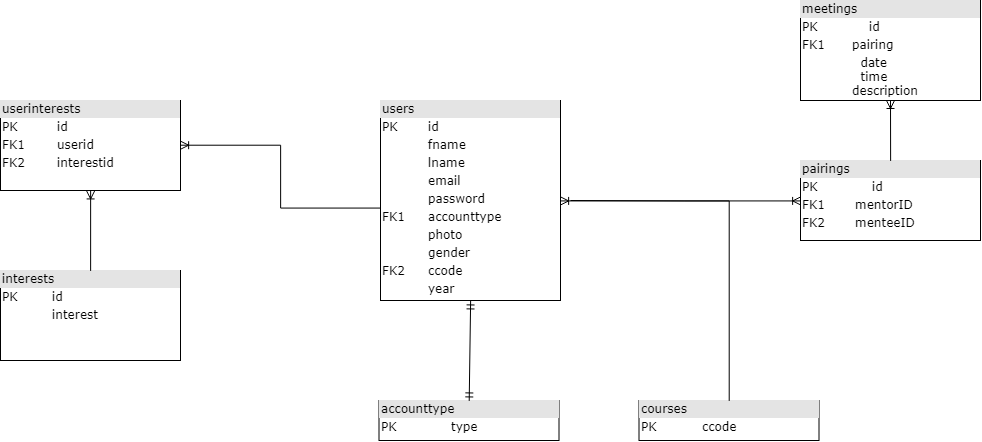 meetings
PK id
FK1 pairing
date
time
description
userinterests
PK id
FK1 userid
FK2 interestid
users
PK id
fname
lname
email
password
FK1 accounttype
photo
gender
FK2 ccode
year
pairings
PK id
FK1 mentorID
FK2 menteeID
interests
PK id
interest
accounttype
PK type
courses
PK ccode